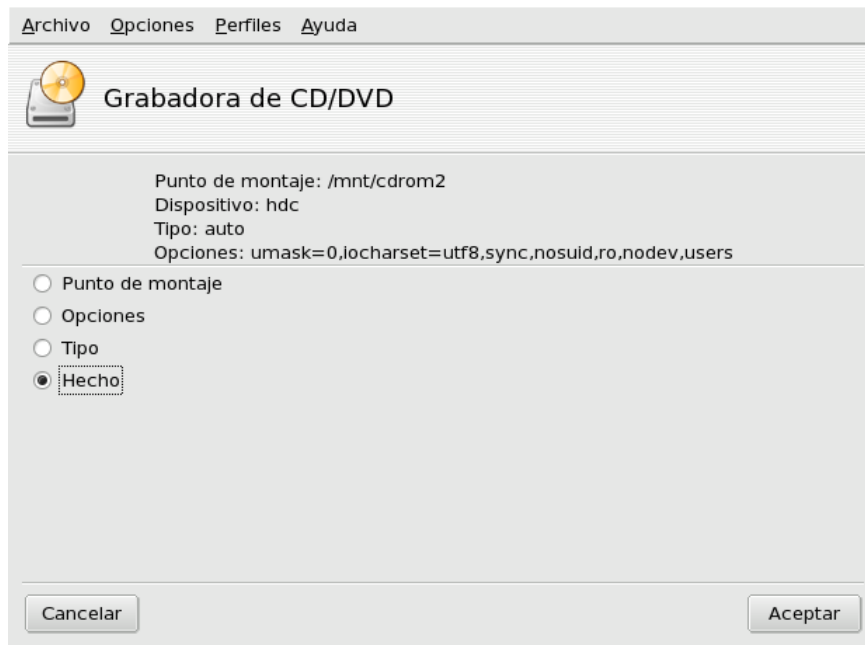 Archivo Opciones Perfiles Ayuda
Grabadora de CD/DVD
Punto de montaje: /mnt/cdrom2
Dispositivo: hdc
Tipo: auto
Opciones: umask=0,iocharset=utf8,sync,nosuid,ro,nodev,users
Punto de montaje
Opciones
Tipo
Hecho
Cancelar Aceptar